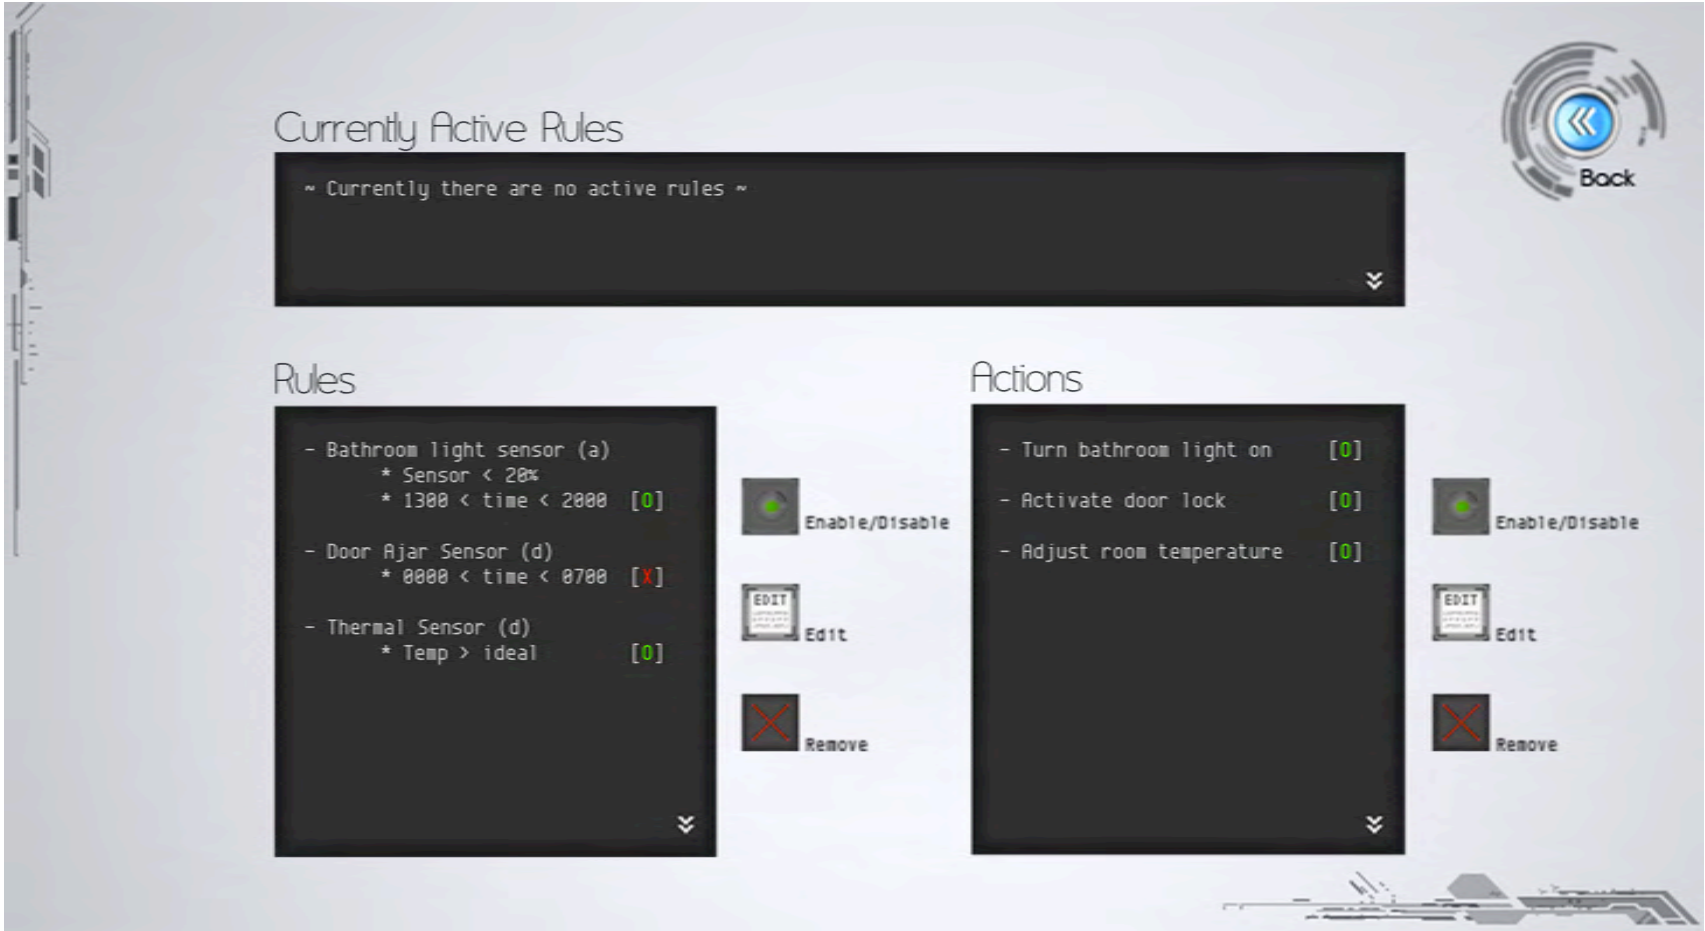 Currently Active Rules
~ Currently there are no active rules ~
Back
Rules
- Bathroom light sensor (a)
* Sensor < 20%
* 1300 < time < 2000 [O]
- Door Ajar Sensor (d)
* 0000 < time < 0700 [X]
- Thermal Sensor (d)
* Temp > ideal [O]
Enable/Disable
EDIT
Edit
Remove
Actions
- Turn bathroom light on [O]
- Activate door lock [O]
- Adjust room temperature [O]
Enable/Disable
EDIT
Edit
Remove